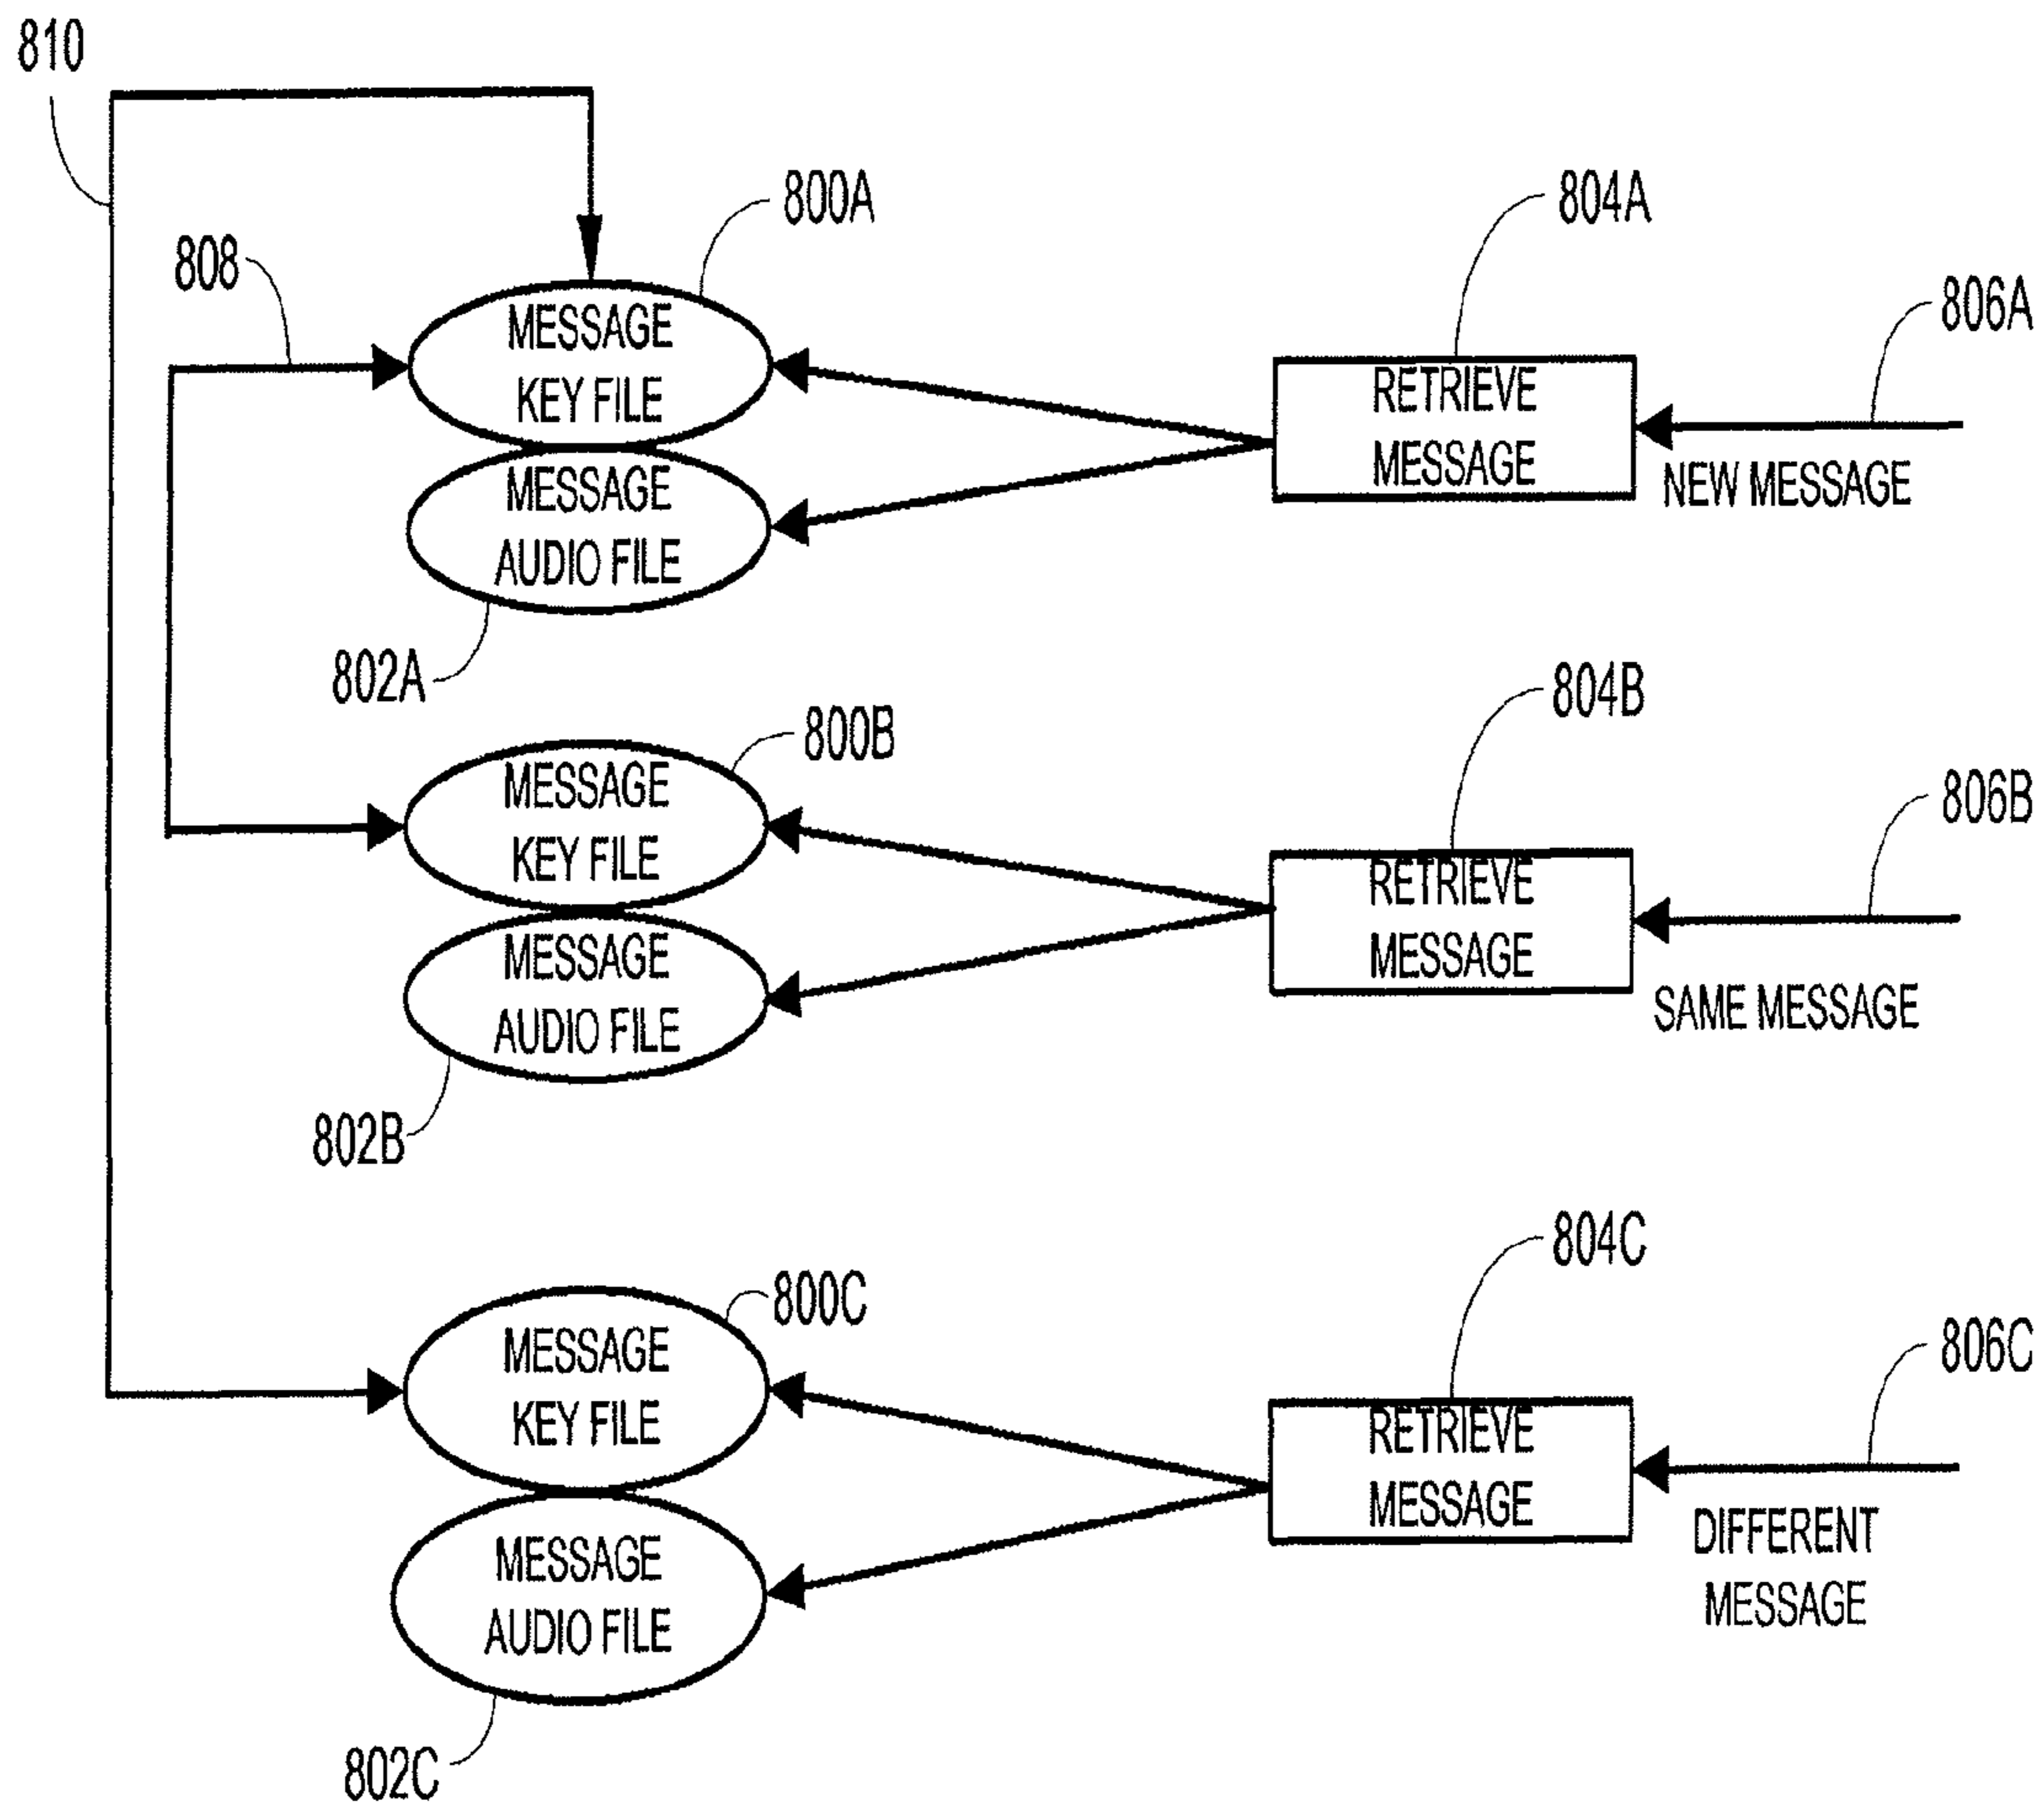 810
800A
804A
808
806A
MESSAGE
KEY FILE
RETRIEVE
MESSAGE
NEW MESSAGE
MESSAGE
AUDIO FILE
802A
804B
800B
MESSAGE
KEY FILE
806B
RETRIEVE
MESSAGE
MESSAGE
AUDIO FILE
SAME MESSAGE
802B
804C
800C
806C
MESSAGE
KEY FILE
RETRIEVE
MESSAGE
DIFFERENT
MESSAGE
MESSAGE
AUDIO FILE
802C